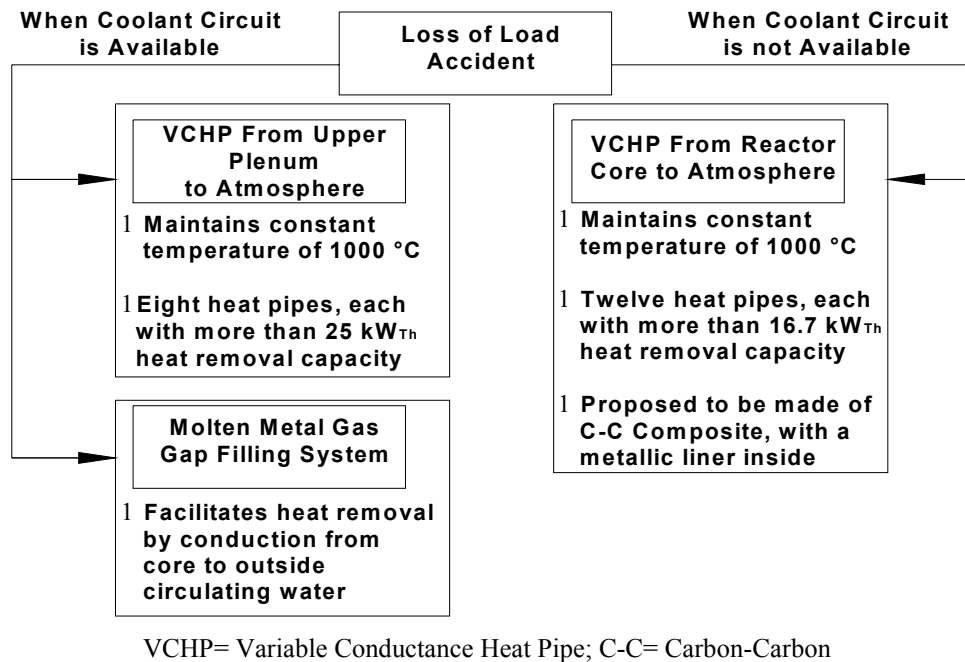 When Coolant Circuit
is Available
Loss of Load
Accident
When Coolant Circuit
is not Available
VCHP From Upper
Plenum
to Atmosphere
1 Maintains constant
temperature of 1000 °C
1 Eight heat pipes, each
with more than 25 kWTh
heat removal capacity
Molten Metal Gas
Gap Filling System
1 Facilitates heat removal
by conduction from
core to outside
circulating water
VCHP From Reactor
Core to Atmosphere
1 Maintains constant
temperature of 1000 °C
1 Twelve heat pipes, each
with more than 16.7 kWTh
heat removal capacity
1 Proposed to be made of
C-C Composite, with a
metallic liner inside
VCHP= Variable Conductance Heat Pipe; C-C= Carbon-Carbon